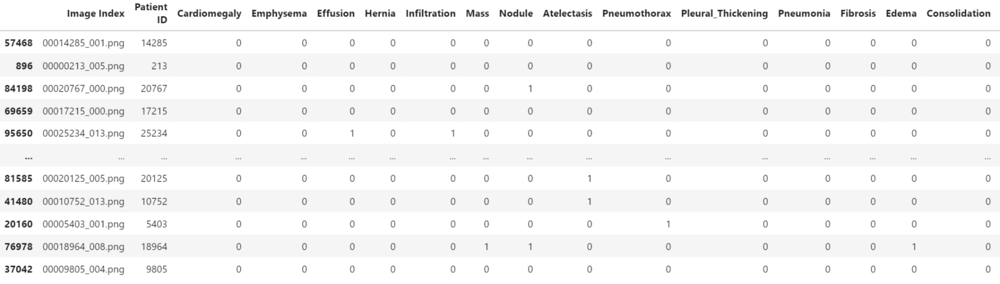 Image Index Patient ID Cardiomegaly Emphysema Effusion Hernia Infiltration Mass Nodule Atelectasis Pneumothorax Pleural_Thickening Pneumonia Fibrosis Edema Consolidation
57468 00014285_001.png 14285 0 0 0 0 0 0 0 0 0 0 0 0 0 0
896 00000213_005.png 213 0 0 0 0 0 0 0 0 0 0 0 0 0 0
84198 00020767_000.png 20767 0 0 0 0 0 0 1 0 0 0 0 0 0 0
69659 00017215_000.png 17215 0 0 0 0 0 0 0 0 0 0 0 0 0 0
95650 00025234_013.png 25234 0 0 1 0 1 0 0 0 0 0 0 0 0 0
... ... ... ... ... ... ... ... ... ... ... ... ... ... ... ... ...
81585 00020125_005.png 20125 0 0 0 0 0 0 0 1 0 0 0 0 0 0
41480 00010752_013.png 10752 0 0 0 0 0 0 0 1 0 0 0 0 0 0
20160 00005403_001.png 5403 0 0 0 0 0 0 0 0 1 0 0 0 0 0
76978 00018964_008.png 18964 0 0 0 0 0 1 1 0 0 0 0 0 1 0
37042 00009805_004.png 9805 0 0 0 0 0 0 0 0 0 0 0 0 0 0